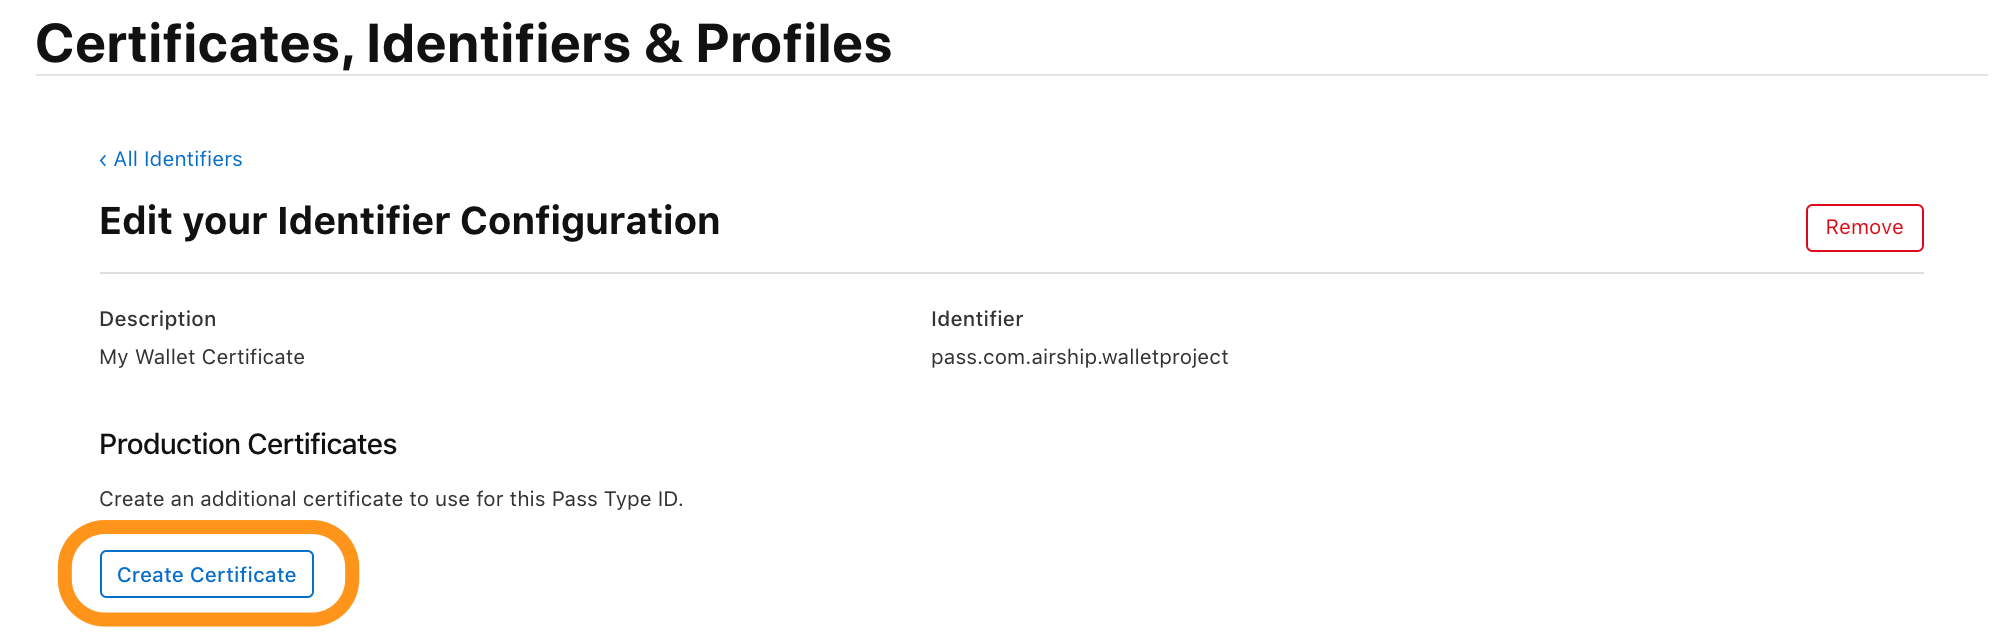 Certificates, Identifiers & Profiles
‹ All Identifiers
Edit your Identifier Configuration
Remove
Description
Identifier
My Wallet Certificate
pass.com.airship.walletproject
Production Certificates
Create an additional certificate to use for this Pass Type ID.
Create Certificate